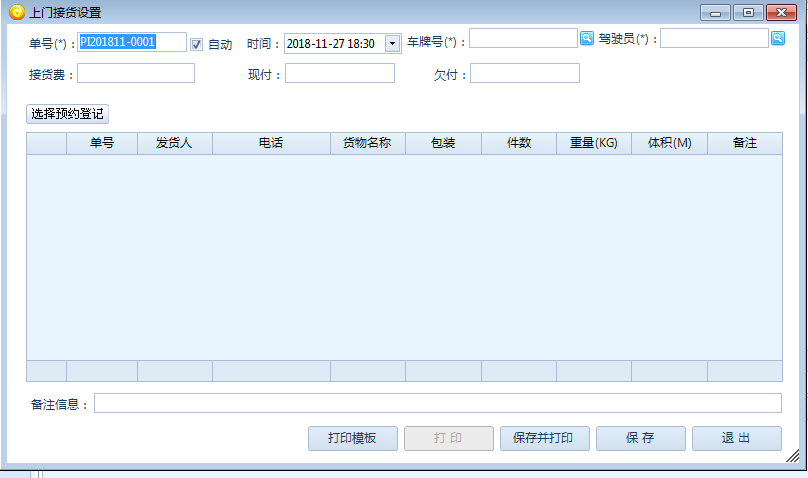 上门接货设置
单号(*)： PI201811-0001 自动 时间： 2018-11-27 18:30 车牌号(*)： 驾驶员(*)：
接货费： 现付： 欠付：
选择预约登记
单号 发货人 电话 货物名称 包装 件数 重量(KG) 体积(M) 备注
备注信息：
打印模板 打 印 保存并打印 保 存 退 出